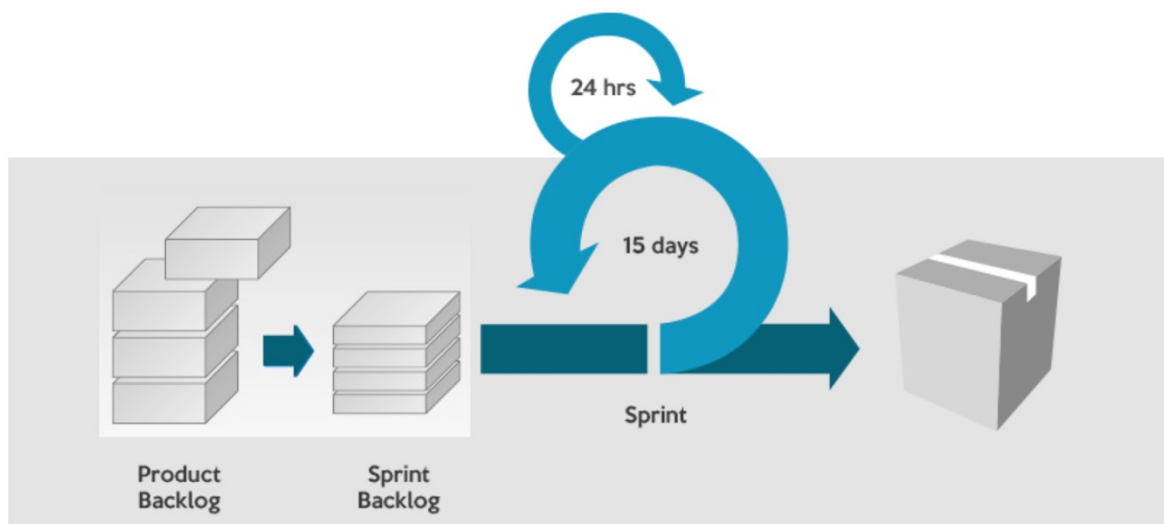 24 hrs
15 days
Sprint
Product
Backlog
Sprint
Backlog